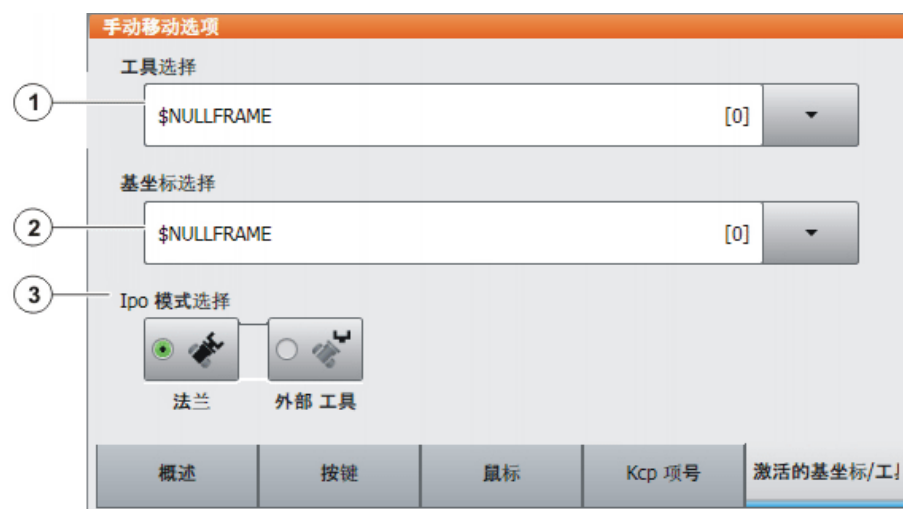 手动移动选项
工具选择
1
$NULLFRAME [0]
基坐标选择
2
$NULLFRAME [0]
3
Ipo 模式选择
法兰 外部 工具
概述 按键 鼠标 Kcp 项号 激活的基坐标/工